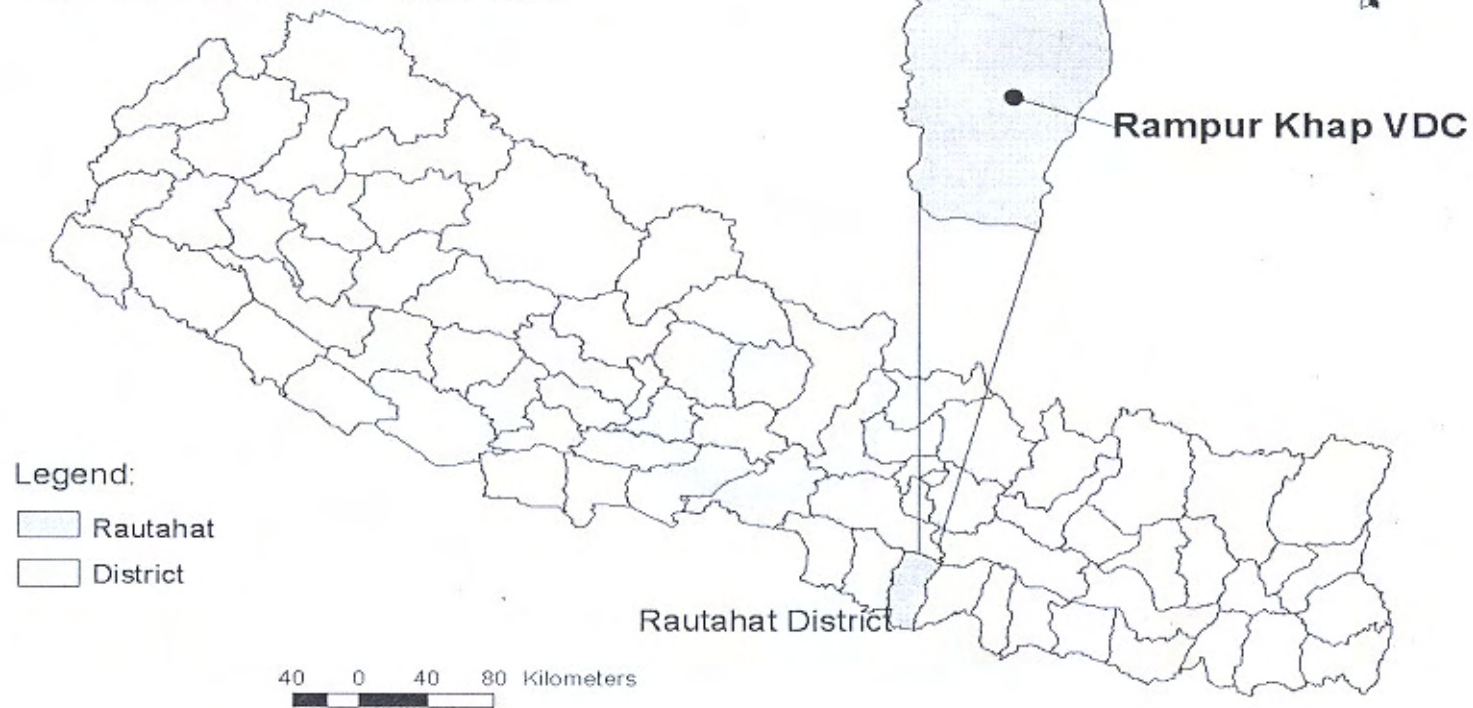 Rampur Khap VDC
Legend:
Rautahat
District
Rautahat District
40 0 40 80 Kilometers